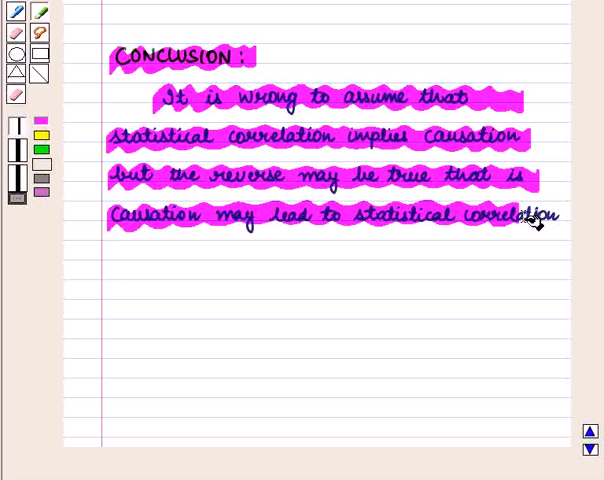 CONCLUSION :
It is wrong to assume that
statistical correlation implies causation
but the reverse may be true that is
causation may lead to statistical correlation